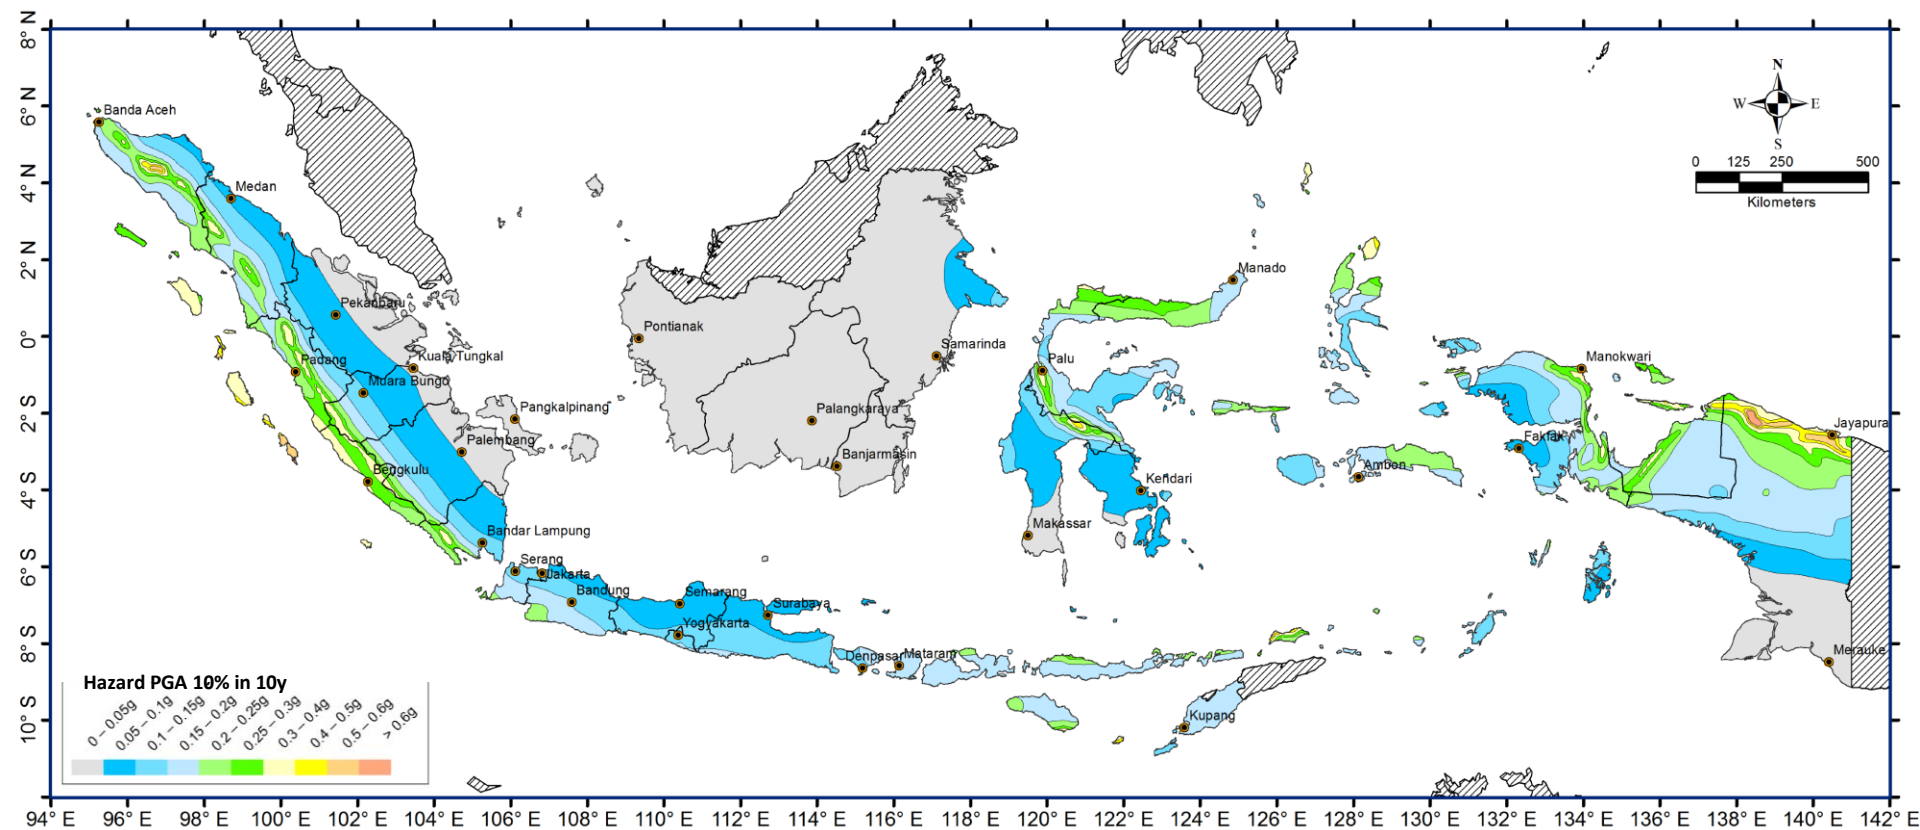 8° N
6° N
4° N
2° N
0°
2° S
4° S
6° S
8° S
10° S
N
W
E
S
0 125 250 500
Kilometers
Banda Aceh
Medan
Pekanbaru
Kuala Tungkal
Padang
Muara Bungo
Pangkalpinang
Palembang
Bengkulu
Bandar Lampung
Serang
Jakarta
Bandung
Semarang
Yogyakarta
Surabaya
Denpasar
Mataram
Kupang
Pontianak
Samarinda
Palangkaraya
Banjarmasin
Manado
Palu
Kendari
Makassar
Ambon
Fakfak
Manokwari
Jayapura
Merauke
Hazard PGA 10% in 10y
0 – 0.05g
0.05 – 0.1g
0.1 – 0.15g
0.15 – 0.2g
0.2 – 0.25g
0.25 – 0.3g
0.3 – 0.4g
0.4 – 0.5g
0.5 – 0.6g
> 0.6g
94° E 96° E 98° E 100° E 102° E 104° E 106° E 108° E 110° E 112° E 114° E 116° E 118° E 120° E 122° E 124° E 126° E 128° E 130° E 132° E 134° E 136° E 138° E 140° E 142° E